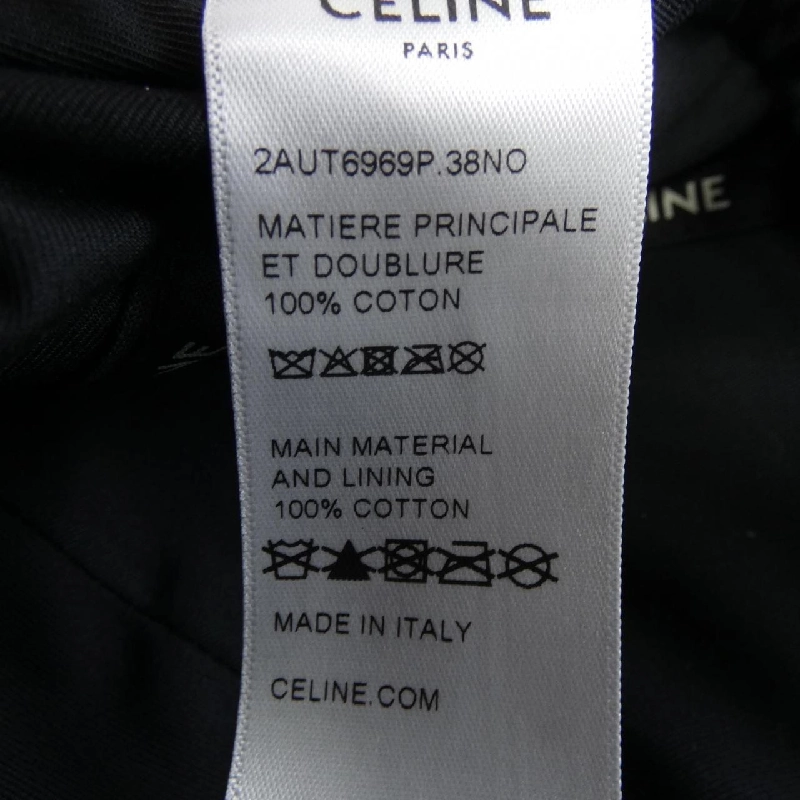 CELINE
PARIS
2AUT6969P.38NO
MATIERE PRINCIPALE
ET DOUBLURE
100% COTON
MAIN MATERIAL
AND LINING
100% COTTON
MADE IN ITALY
CELINE.COM
INE